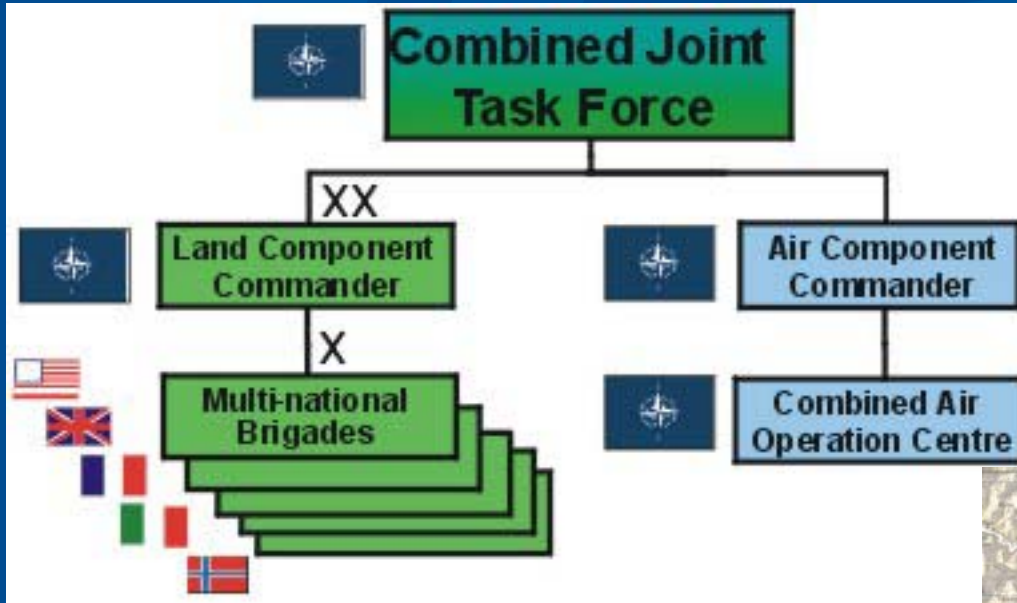 Combined Joint
Task Force
XX
Land Component
Commander
Air Component
Commander
X
Multi-national
Brigades
Combined Air
Operation Centre